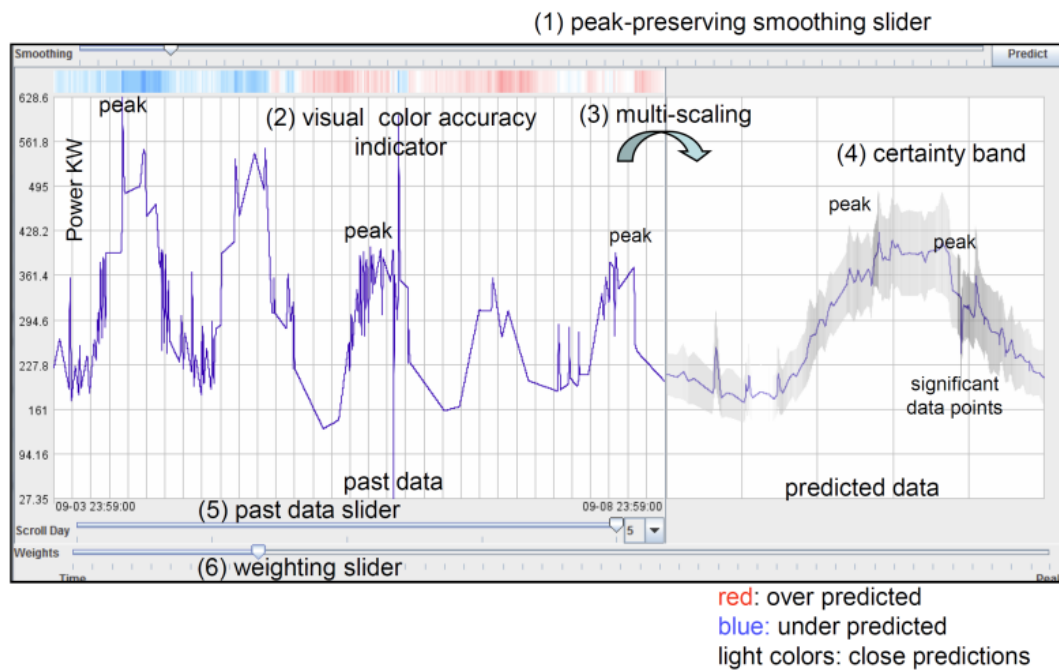 (1) peak-preserving smoothing slider
Smoothing
Predict
628.6
561.8
495
428.2
361.4
294.6
227.8
161
94.16
27.35
Power KW
peak
(2) visual color accuracy
indicator
(3) multi-scaling
(4) certainty band
peak
peak
peak
peak
significant
data points
past data
predicted data
09-03 23:59:00
09-08 23:59:00
(5) past data slider
Scroll Day
5
Weights
(6) weighting slider
Time
Peak
red: over predicted
blue: under predicted
light colors: close predictions